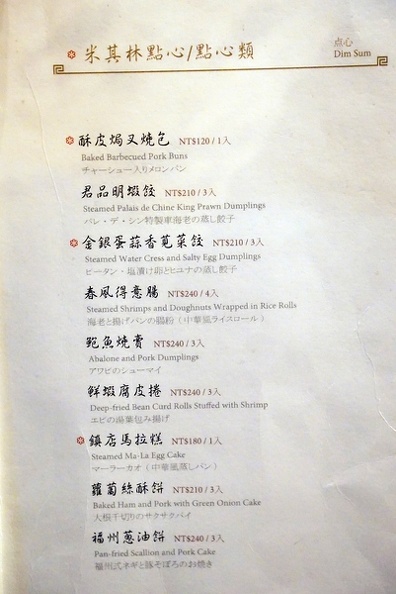 米其林點心/點心類
点心
Dim Sum
酥皮焗叉燒包 NT$120 / 1入
Baked Barbecued Pork Buns
チャーシュー入りメロンパン
君品明蝦餃 NT$210 / 3入
Steamed Palais de Chine King Prawn Dumplings
パレ・デ・シン特製車海老の蒸し餃子
金銀蛋蒜香莧菜餃 NT$210 / 3入
Steamed Water Cress and Salty Egg Dumplings
ピータン・塩漬け卵とヒユナの蒸し餃子
春風得意腸 NT$240 / 4入
Steamed Shrimps and Doughnuts Wrapped in Rice Rolls
海老と揚げパンの腸粉（中華風ライスロール）
鮑魚燒賣 NT$240 / 3入
Abalone and Pork Dumplings
アワビのシューマイ
鮮蝦腐皮捲 NT$240 / 3入
Deep-fried Bean Curd Rolls Stuffed with Shrimp
エビの湯葉包み揚げ
鎮店馬拉糕 NT$180 / 1入
Steamed Ma-La Egg Cake
マーラーカオ（中華風蒸しパン）
蘿蔔絲酥餅 NT$210 / 3入
Baked Ham and Pork with Green Onion Cake
大根千切りのサクサクパイ
福州蔥油餅 NT$240 / 3入
Pan-fried Scallion and Pork Cake
福州式ネギと豚そぼろのお焼き